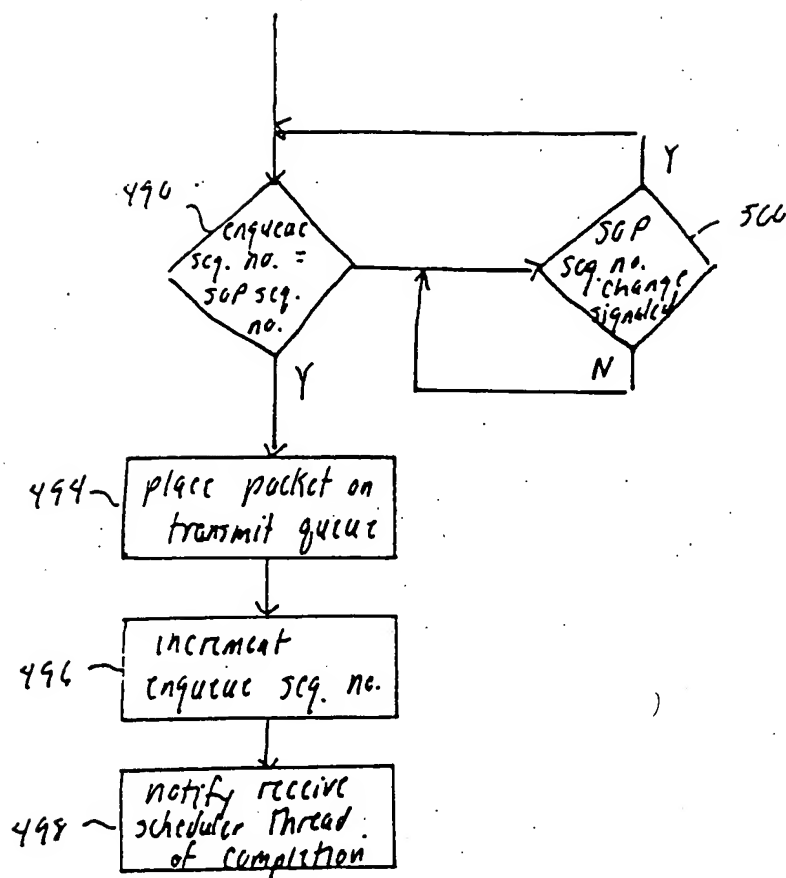 490
enqueue
seq. no. =
SOP seq.
no.
Y
SOP
seq. no.
change
signaled
500
Y
N
494
place packet on
transmit queue
496
increment
enqueue seq. no.
498
notify receive
scheduler thread
of completion